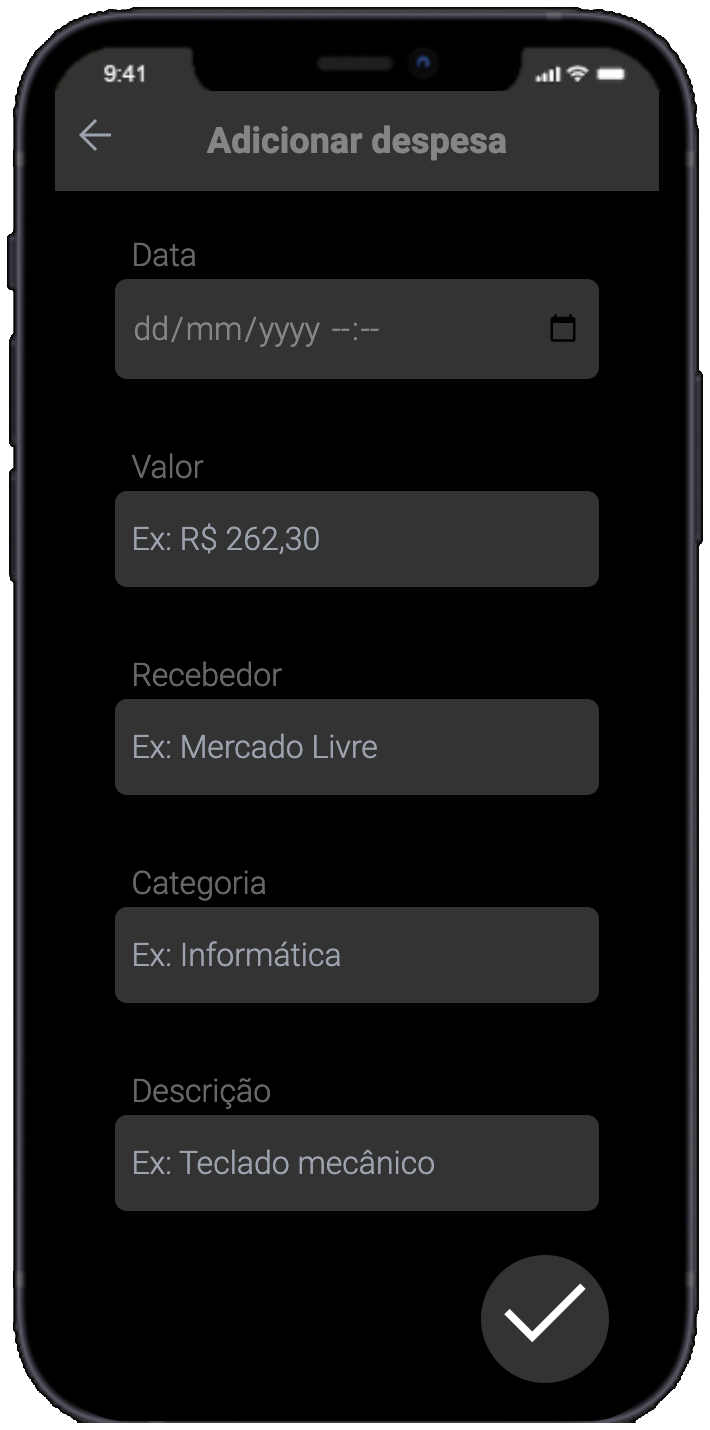 9:41
Adicionar despesa
Data
dd/mm/yyyy --:--
Valor
Ex: R$ 262,30
Recebedor
Ex: Mercado Livre
Categoria
Ex: Informática
Descrição
Ex: Teclado mecânico